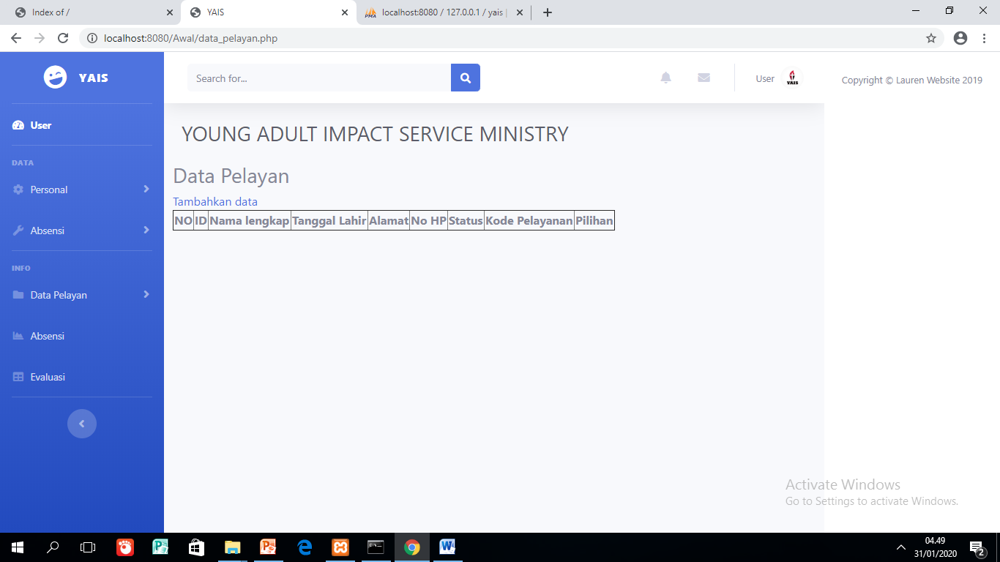 Index of /
YAIS
localhost:8080 / 127.0.0.1 / yais |
localhost:8080/Awal/data_pelayan.php
YAIS
Search for...
User
YAIS
Copyright © Lauren Website 2019
User
YOUNG ADULT IMPACT SERVICE MINISTRY
DATA
Personal
Absensi
Data Pelayan
Tambahkan data
NO ID Nama lengkap Tanggal Lahir Alamat No HP Status Kode Pelayanan Pilihan
INFO
Data Pelayan
Absensi
Evaluasi
Activate Windows
Go to Settings to activate Windows.
04.49
31/01/2020
2